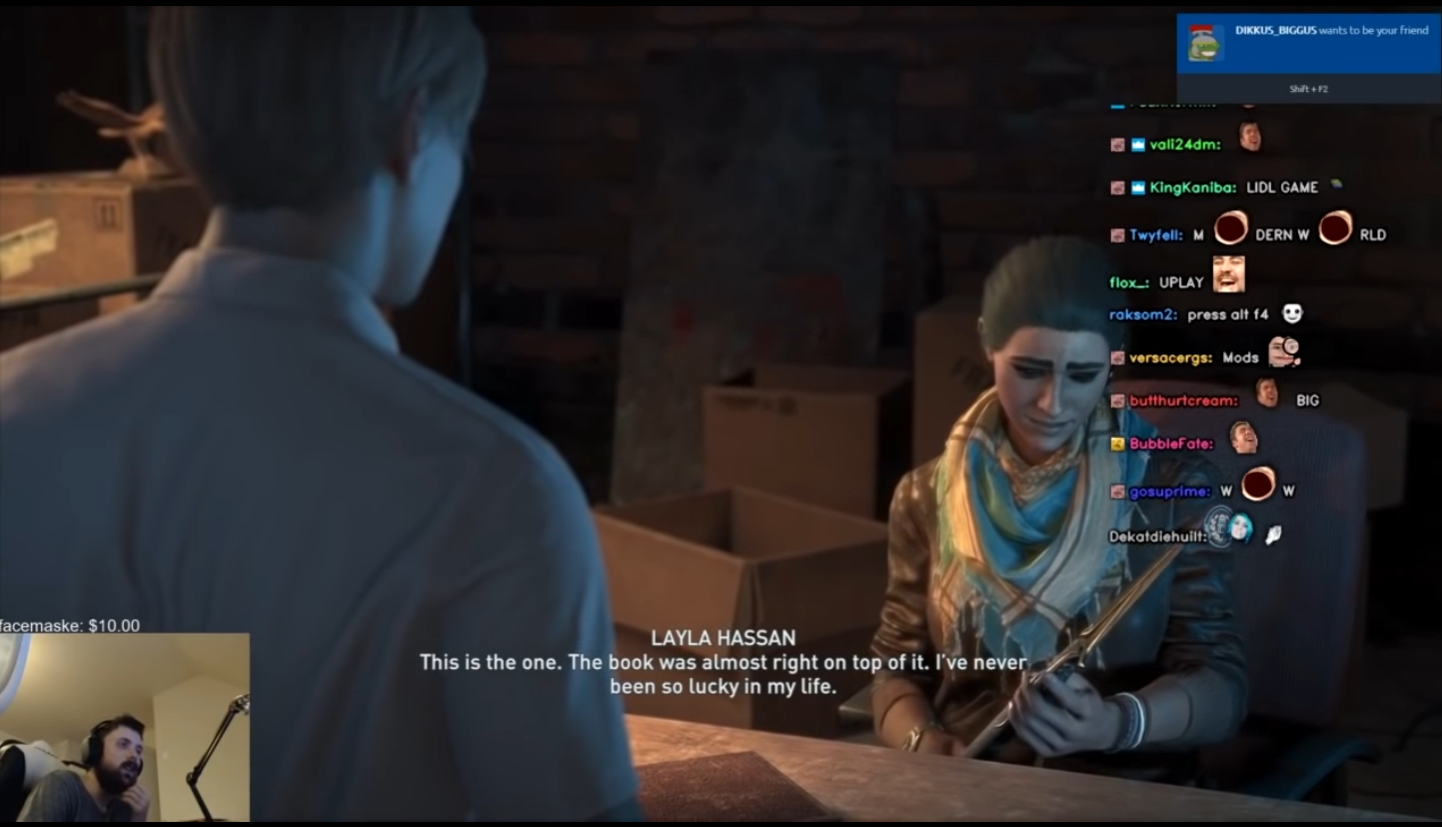 DIKKUS_BIGGUS wants to be your friend
Shift + F2
vali24dm:
KingKaniba: LIDL GAME
Twyfell: M DERN W RLD
flox_: UPLAY
raksom2: press alt f4
versacergs: Mods
butthurtcream: BIG
BubbleFate:
gosuprime: W W
Dekatdiehuilt:
facemaske: $10.00
LAYLA HASSAN
This is the one. The book was almost right on top of it. I've never
been so lucky in my life.